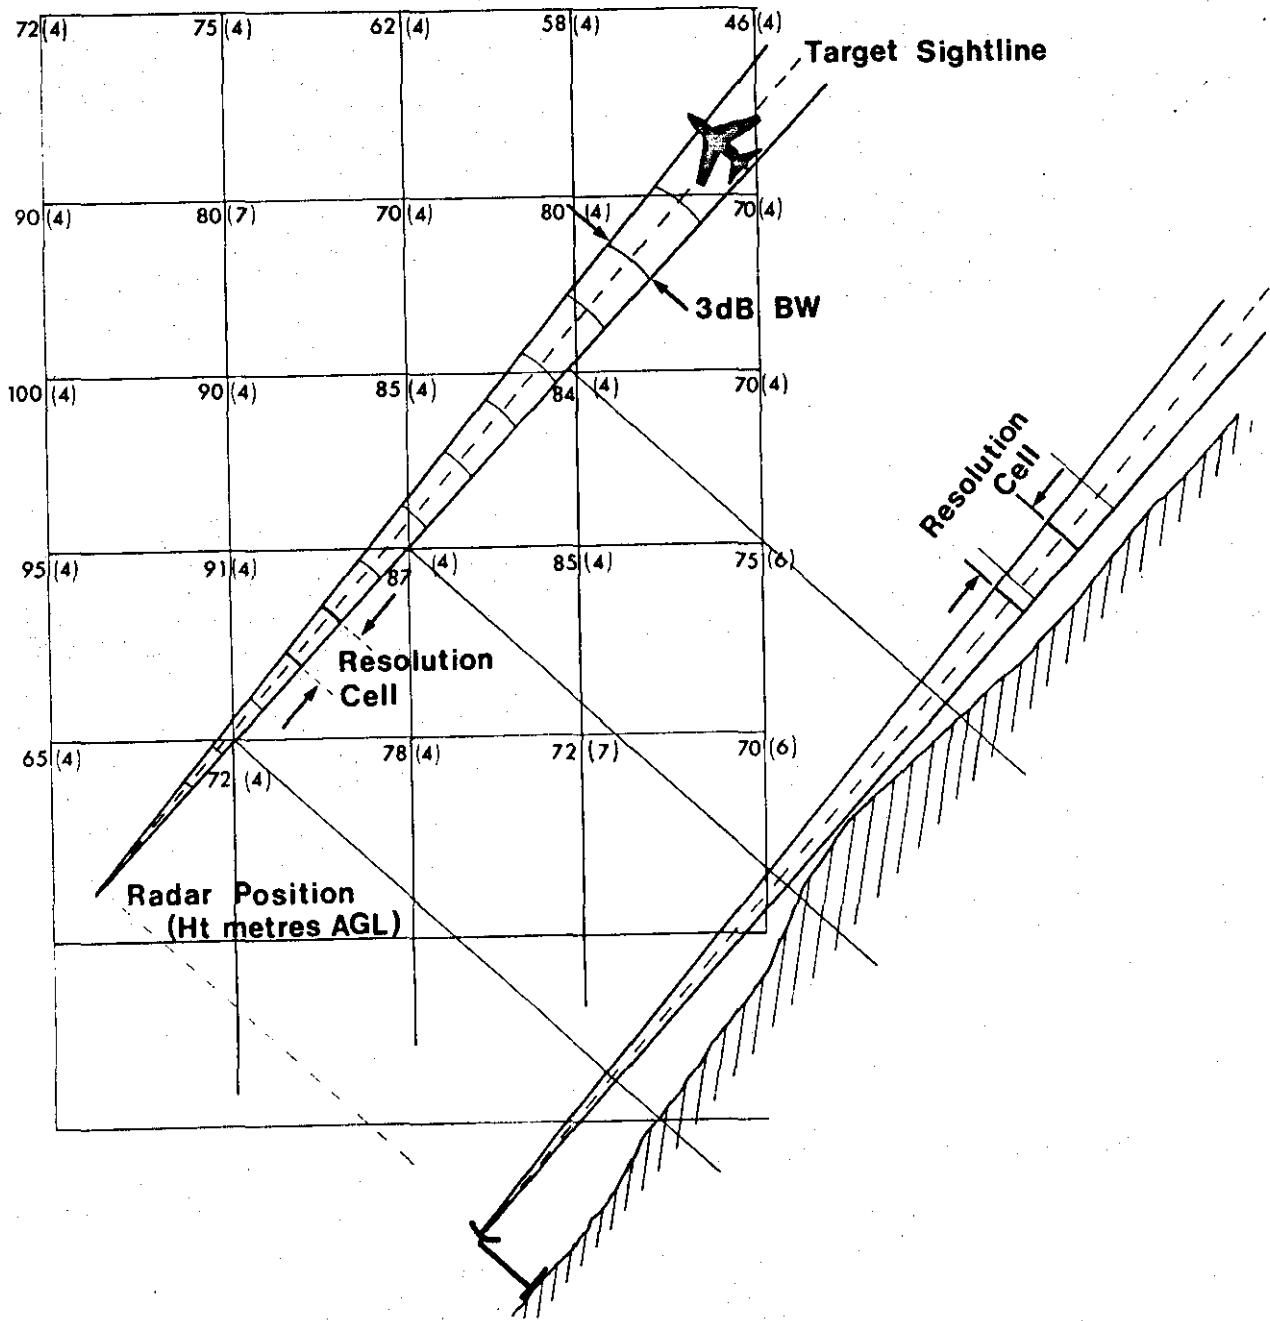 72(4) 75(4) 62(4) 58(4) 46(4)
Target Sightline
90(4) 80(7) 70(4) 80(4) 70(4)
3dB BW
100(4) 90(4) 85(4) 84(4) 70(4)
Resolution
Cell
95(4) 91(4) 87(4) 85(4) 75(6)
Resolution
Cell
65(4) 72(4) 78(4) 72(7) 70(6)
Radar Position
(Ht metres AGL)